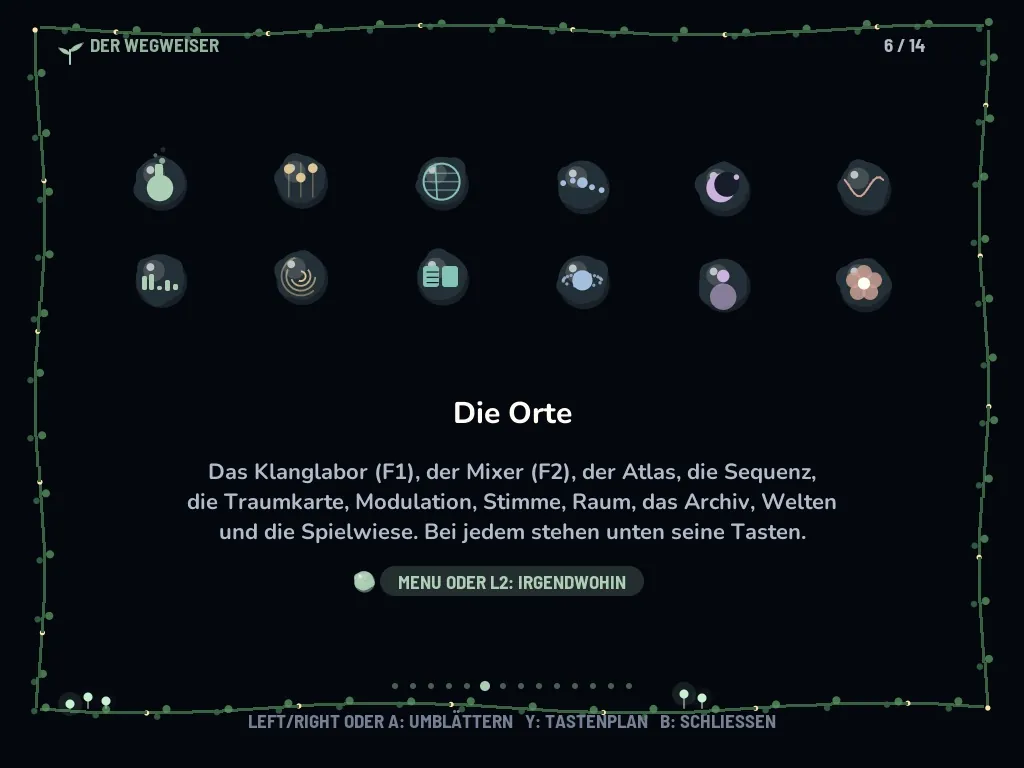 DER WEGWEISER
6 / 14
Die Orte
Das Klanglabor (F1), der Mixer (F2), der Atlas, die Sequenz,
die Traumkarte, Modulation, Stimme, Raum, das Archiv, Welten
und die Spielwiese. Bei jedem stehen unten seine Tasten.
MENU ODER L2: IRGENDWOHIN
LEFT/RIGHT ODER A: UMBLÄTTERN Y: TASTENPLAN B: SCHLIESSEN